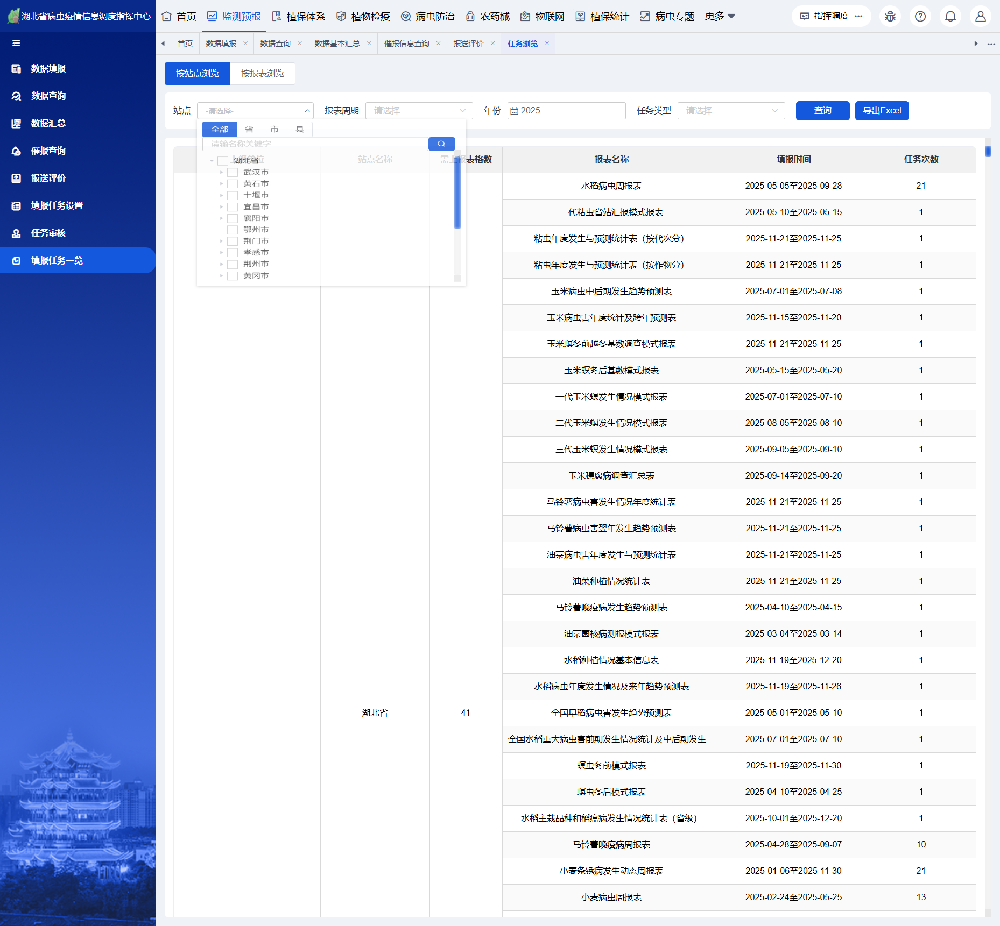 湖北省病虫疫情信息调度指挥中心
首页 监测预报 植保体系 植物检疫 病虫防治 农药械 物联网 植保统计 病虫专题 更多
指挥调度
首页 数据填报 数据查询 数据基本汇总 催报信息查询 报送评价 任务浏览
数据填报
数据查询
数据汇总
催报查询
报送评价
填报任务设置
任务审核
填报任务一览
按站点浏览 按报表浏览
站点 -请选择- 报表周期 请选择 年份 2025 任务类型 请选择 查询 导出Excel
全部 省 市 县
请输名称关键字
湖北省
武汉市
黄石市
十堰市
宜昌市
襄阳市
鄂州市
荆门市
孝感市
荆州市
黄冈市
上报单位 站点名称 需上报表格数 报表名称 填报时间 任务次数
湖北省 41
水稻病虫周报表 2025-05-05至2025-09-28 21
一代粘虫省站汇报模式报表 2025-05-10至2025-05-15 1
粘虫年度发生与预测统计表（按代次分） 2025-11-21至2025-11-25 1
粘虫年度发生与预测统计表（按作物分） 2025-11-21至2025-11-25 1
玉米病虫中后期发生趋势预测表 2025-07-01至2025-07-08 1
玉米病虫害年度统计及跨年预测表 2025-11-15至2025-11-20 1
玉米螟冬前越冬基数调查模式报表 2025-11-21至2025-11-25 1
玉米螟冬后基数模式报表 2025-05-15至2025-05-20 1
一代玉米螟发生情况模式报表 2025-07-01至2025-07-10 1
二代玉米螟发生情况模式报表 2025-08-05至2025-08-10 1
三代玉米螟发生情况模式报表 2025-09-05至2025-09-10 1
玉米穗腐病调查汇总表 2025-09-14至2025-09-20 1
马铃薯病虫害发生情况年度统计表 2025-11-21至2025-11-25 1
马铃薯病虫害翌年发生趋势预测表 2025-11-21至2025-11-25 1
油菜病虫害年度发生与预测统计表 2025-11-21至2025-11-25 1
油菜种植情况统计表 2025-11-21至2025-11-25 1
马铃薯晚疫病发生趋势预测表 2025-04-10至2025-04-15 1
油菜菌核病测报模式报表 2025-03-04至2025-03-14 1
水稻种植情况基本信息表 2025-11-19至2025-12-20 1
水稻病虫年度发生情况及来年趋势预测表 2025-11-19至2025-11-26 1
全国早稻病虫害发生趋势预测表 2025-05-01至2025-05-10 1
全国水稻重大病虫害前期发生情况统计及中后期发生... 2025-07-01至2025-07-10 1
螟虫冬前模式报表 2025-11-19至2025-11-30 1
螟虫冬后模式报表 2025-04-10至2025-04-25 1
水稻主栽品种和稻瘟病发生情况统计表（省级） 2025-10-01至2025-12-20 1
马铃薯晚疫病周报表 2025-04-28至2025-09-07 10
小麦条锈病发生动态周报表 2025-01-06至2025-11-30 21
小麦病虫周报表 2025-02-24至2025-05-25 13